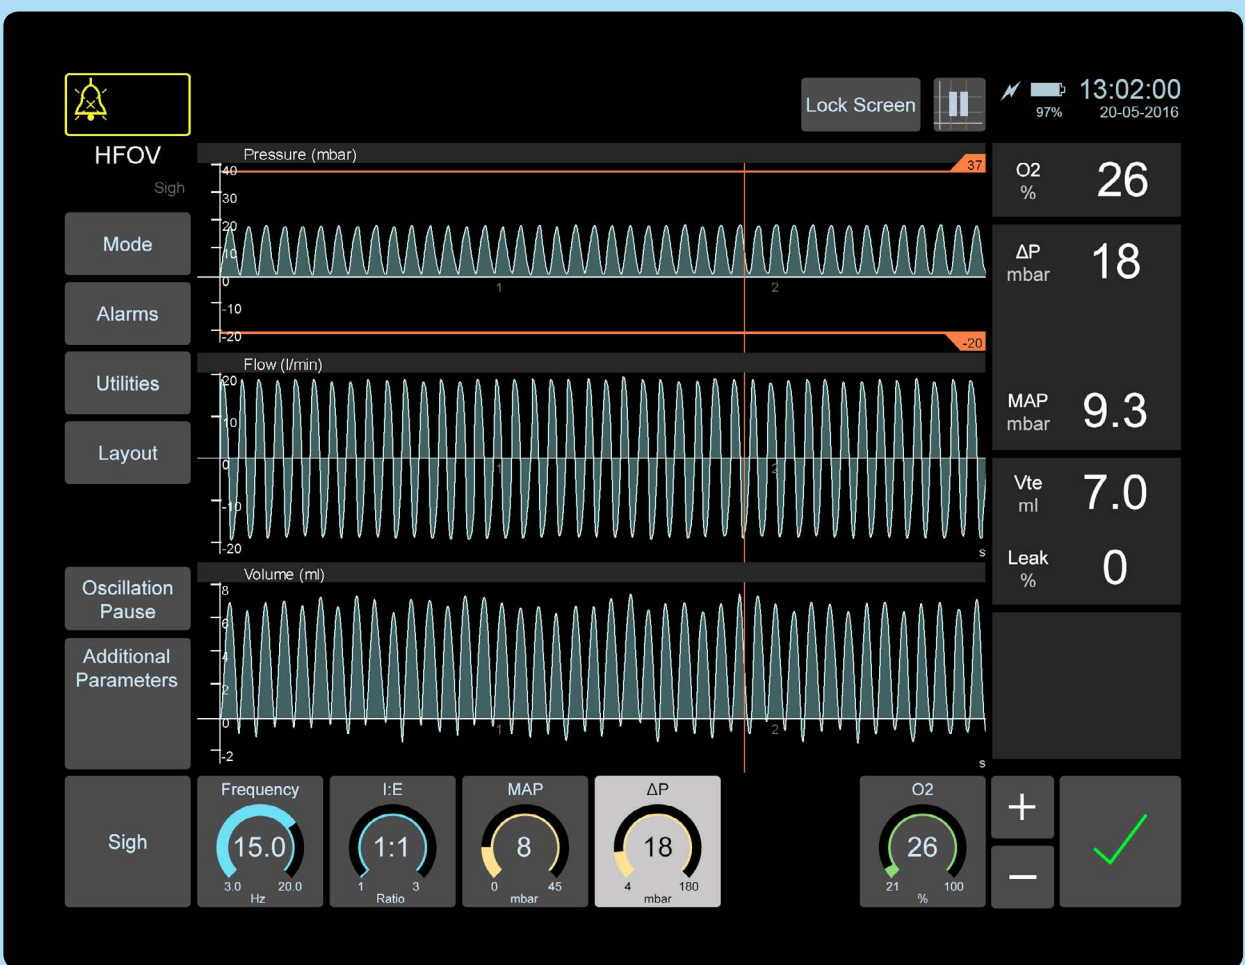 Lock Screen
13:02:00
97%
20-05-2016
HFOV
Sigh
Mode
Alarms
Utilities
Layout
Oscillation
Pause
Additional
Parameters
Sigh
Pressure (mbar)
40
30
20
10
0
-10
-20
37
-20
1
2
Flow (l/min)
20
10
0
-10
-20
1
2
s
Volume (ml)
8
6
4
2
0
-2
1
2
s
O2
%
26
ΔP
mbar
18
MAP
mbar
9.3
Vte
ml
7.0
Leak
%
0
Frequency
15.0
3.0 20.0
Hz
I:E
1:1
1 3
Ratio
MAP
8
0 45
mbar
ΔP
18
4 180
mbar
O2
26
21 100
%
+
−